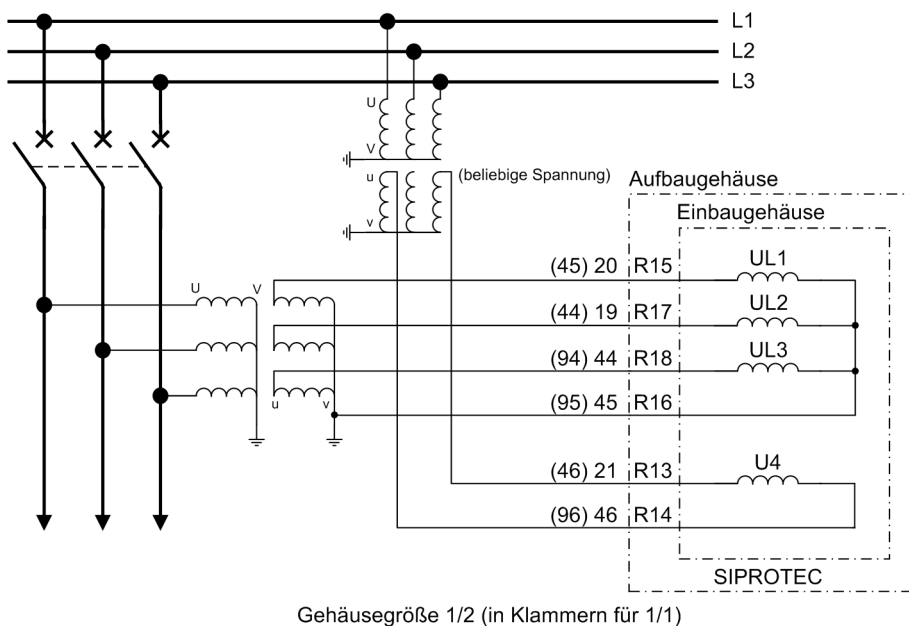 L1
L2
L3
U
V
u
(beliebige Spannung)
v
Aufbaugehäuse
Einbaugehäuse
U V
(45) 20 R15 UL1
(44) 19 R17 UL2
(94) 44 R18 UL3
u v
(95) 45 R16
(46) 21 R13 U4
(96) 46 R14
SIPROTEC
Gehäusegröße 1/2 (in Klammern für 1/1)